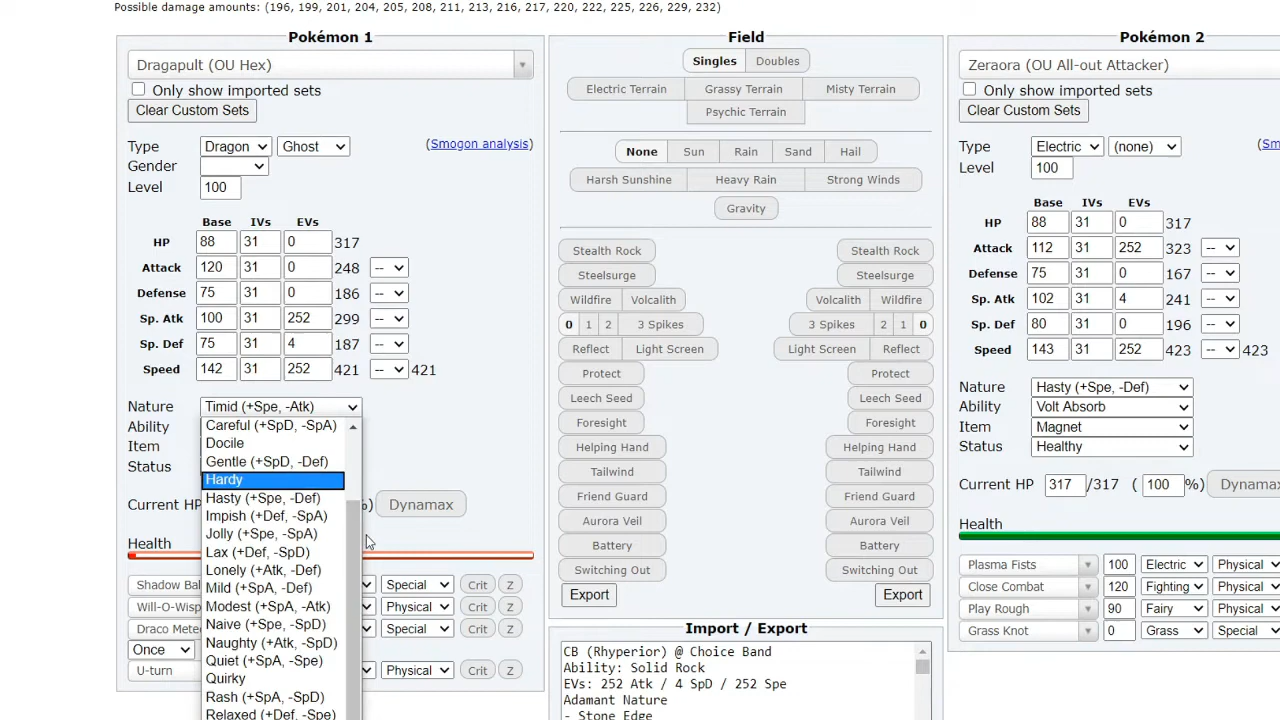 Possible damage amounts: (196, 199, 201, 204, 205, 208, 211, 213, 216, 217, 220, 222, 225, 226, 229, 232)
Pokémon 1
Dragapult (OU Hex)
Only show imported sets
Clear Custom Sets
Type Dragon Ghost (Smogon analysis)
Gender
Level 100
Base IVs EVs
HP 88 31 0 317
Attack 120 31 0 248 --
Defense 75 31 0 186 --
Sp. Atk 100 31 252 299 --
Sp. Def 75 31 4 187 --
Speed 142 31 252 421 -- 421
Nature Timid (+Spe, -Atk)
Ability
Item
Status
Careful (+SpD, -SpA)
Docile
Gentle (+SpD, -Def)
Hardy
Hasty (+Spe, -Def)
Impish (+Def, -SpA)
Jolly (+Spe, -SpA)
Lax (+Def, -SpD)
Lonely (+Atk, -Def)
Mild (+SpA, -Def)
Modest (+SpA, -Atk)
Naive (+Spe, -SpD)
Naughty (+Atk, -SpD)
Quiet (+SpA, -Spe)
Quirky
Rash (+SpA, -SpD)
Relaxed (+Def, -Spe)
Current HP %) Dynamax
Health
Shadow Bal Special Crit Z
Will-O-Wisp Physical Crit Z
Draco Mete Special Crit Z
Once
U-turn Physical Crit Z
Field
Singles Doubles
Electric Terrain Grassy Terrain Misty Terrain
Psychic Terrain
None Sun Rain Sand Hail
Harsh Sunshine Heavy Rain Strong Winds
Gravity
Stealth Rock Stealth Rock
Steelsurge Steelsurge
Wildfire Volcalith Volcalith Wildfire
0 1 2 3 Spikes 3 Spikes 2 1 0
Reflect Light Screen Light Screen Reflect
Protect Protect
Leech Seed Leech Seed
Foresight Foresight
Helping Hand Helping Hand
Tailwind Tailwind
Friend Guard Friend Guard
Aurora Veil Aurora Veil
Battery Battery
Switching Out Switching Out
Export Export
Import / Export
CB (Rhyperior) @ Choice Band
Ability: Solid Rock
EVs: 252 Atk / 4 SpD / 252 Spe
Adamant Nature
- Stone Edge
Pokémon 2
Zeraora (OU All-out Attacker)
Only show imported sets
Clear Custom Sets
Type Electric (none) (Sm
Level 100
Base IVs EVs
HP 88 31 0 317
Attack 112 31 252 323 --
Defense 75 31 0 167 --
Sp. Atk 102 31 4 241 --
Sp. Def 80 31 0 196 --
Speed 143 31 252 423 -- 423
Nature Hasty (+Spe, -Def)
Ability Volt Absorb
Item Magnet
Status Healthy
Current HP 317 /317 ( 100 %) Dynamax
Health
Plasma Fists 100 Electric Physical
Close Combat 120 Fighting Physical
Play Rough 90 Fairy Physical
Grass Knot 0 Grass Special